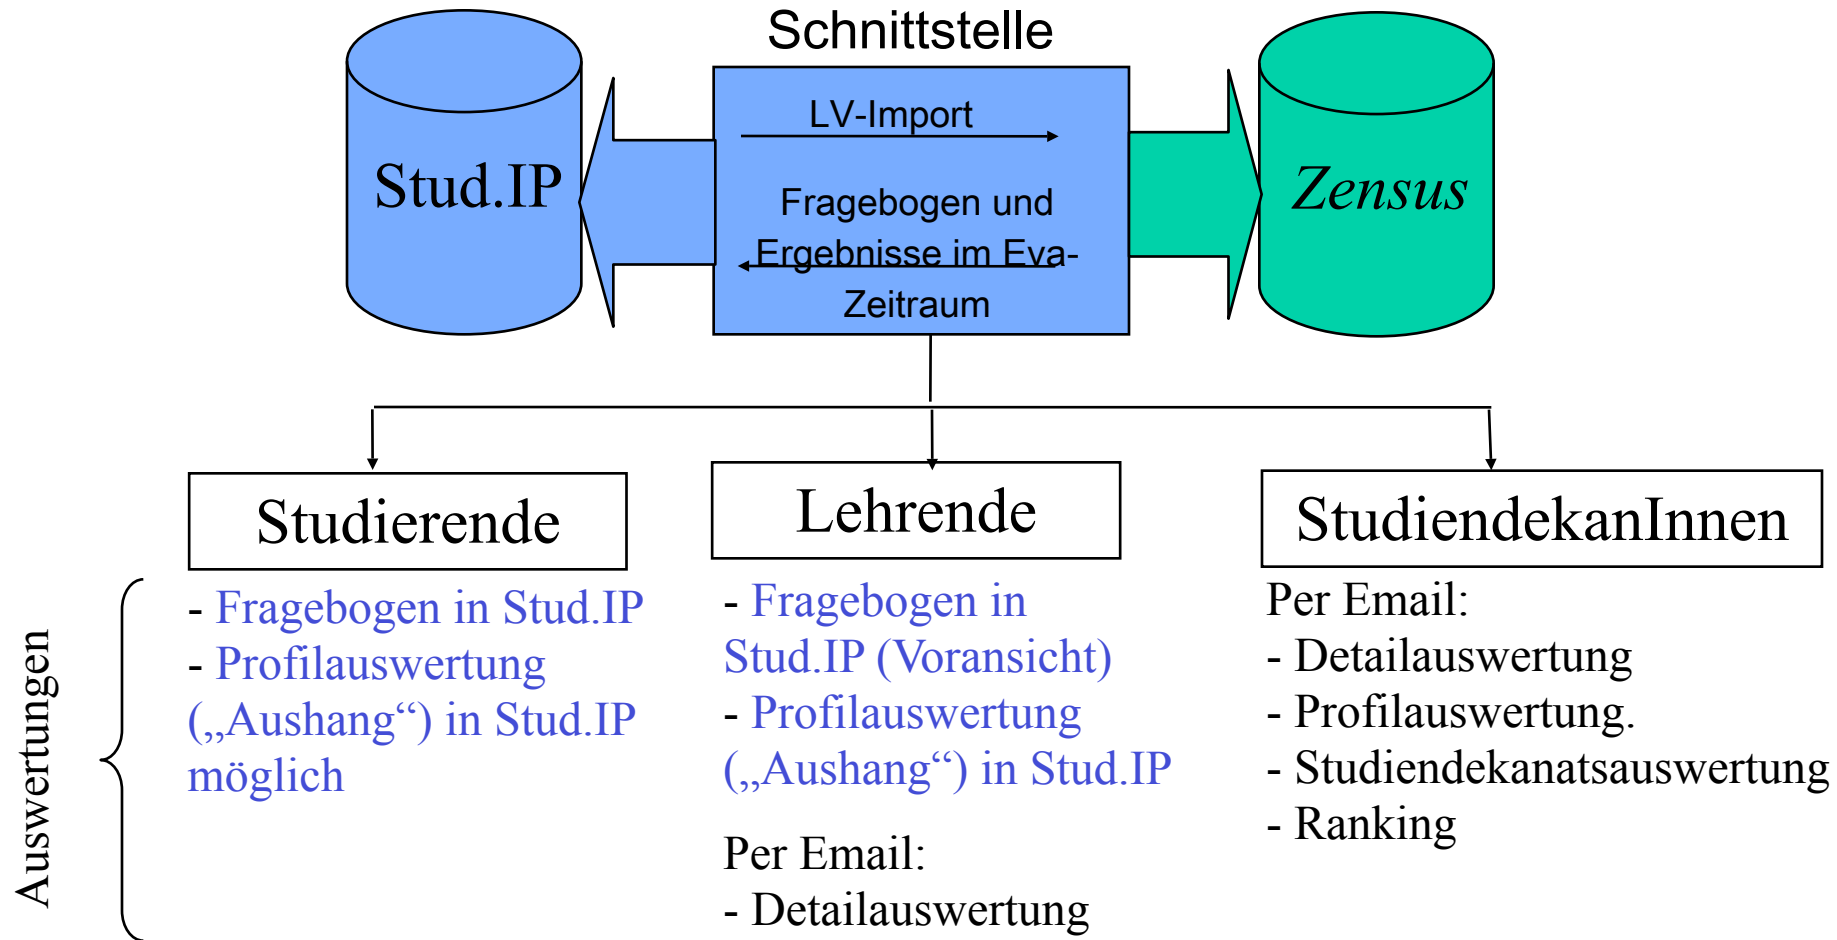 Schnittstelle
Stud.IP
LV-Import
Fragebogen und
Ergebnisse im Eva-
Zeitraum
Zensus
Studierende
Lehrende
StudiendekanInnen
Auswertungen
- Fragebogen in Stud.IP
- Profilauswertung
(„Aushang“) in Stud.IP
möglich
- Fragebogen in
Stud.IP (Voransicht)
- Profilauswertung
(„Aushang“) in Stud.IP
Per Email:
- Detailauswertung
Per Email:
- Detailauswertung
- Profilauswertung.
- Studiendekanatsauswertung
- Ranking